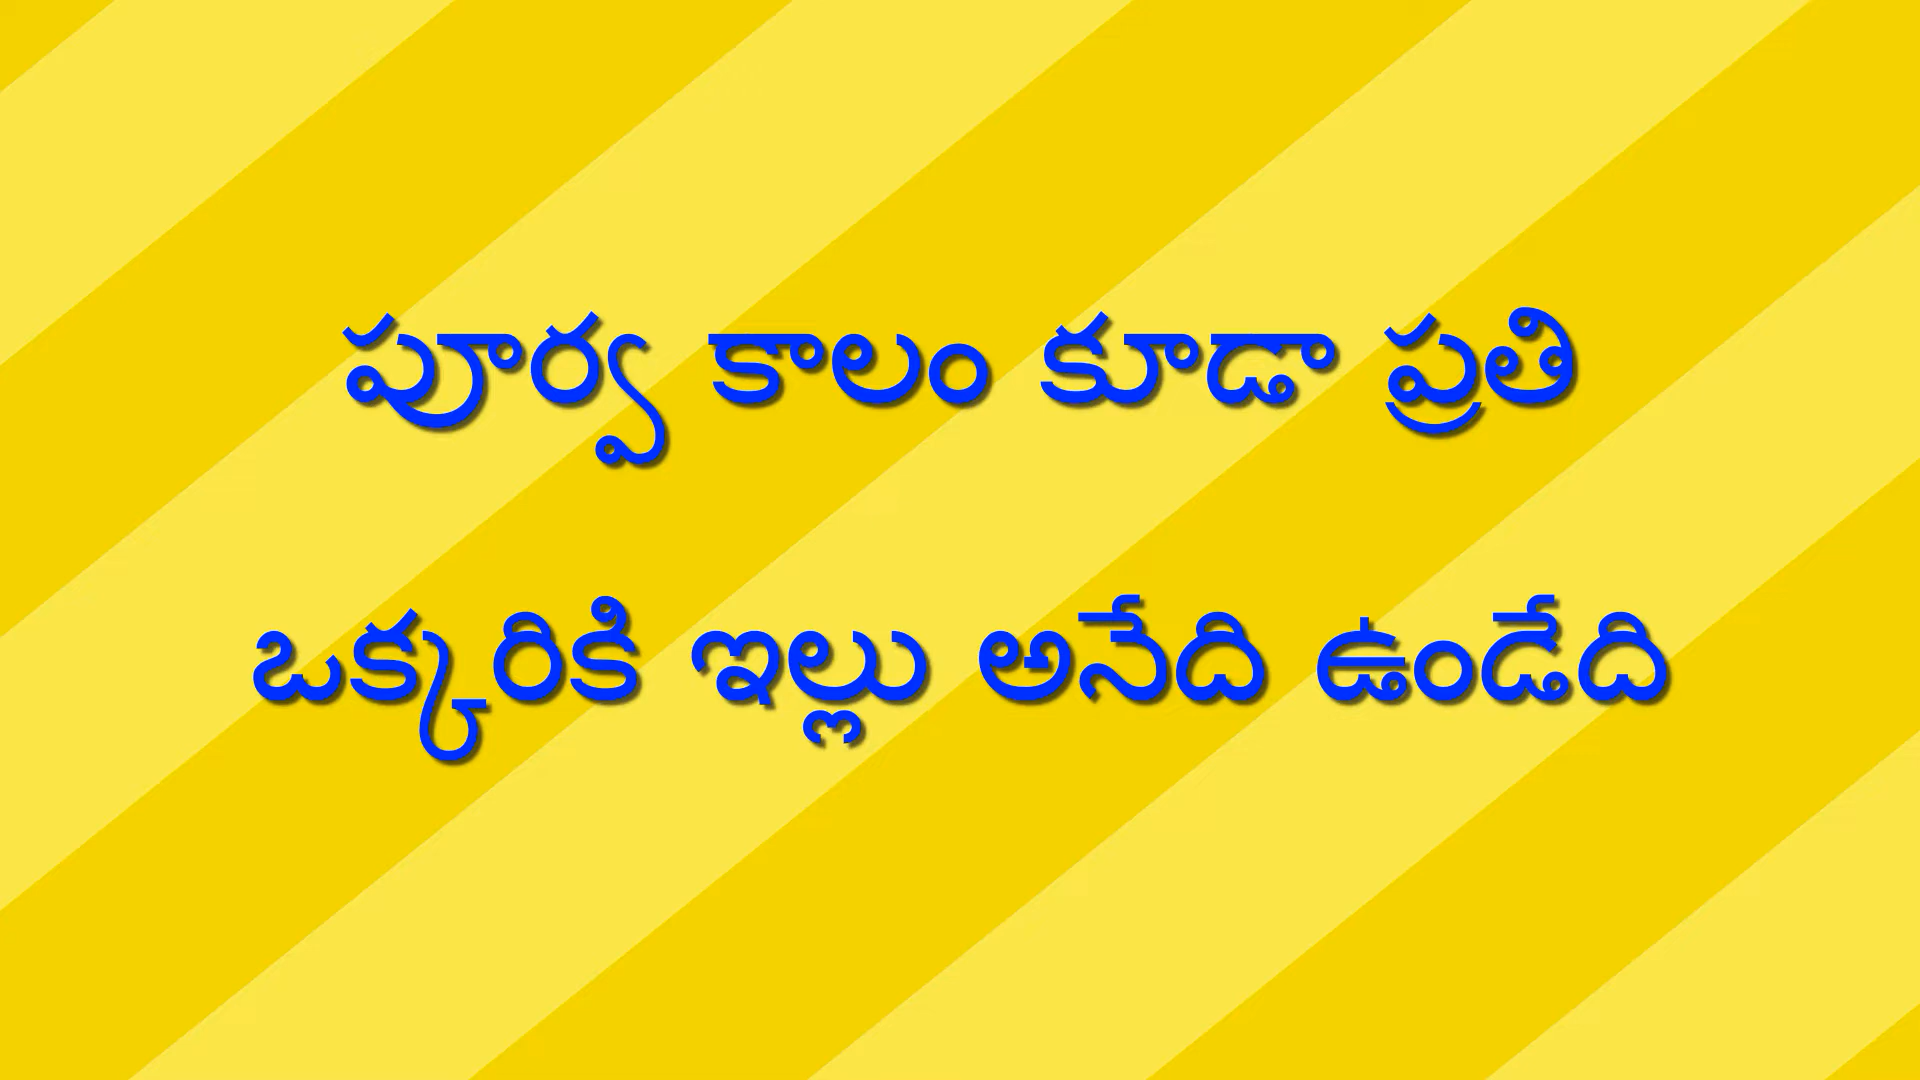 పూర్వ కాలం కూడా ప్రతి
ఒక్కరికి ఇల్లు అనేది ఉండేది